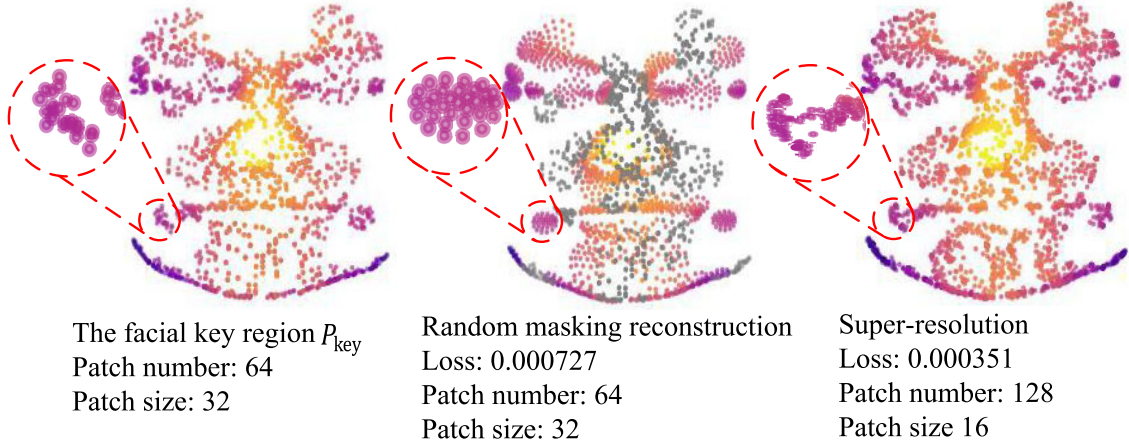 The facial key region P_key
Patch number: 64
Patch size: 32
Random masking reconstruction
Loss: 0.000727
Patch number: 64
Patch size: 32
Super-resolution
Loss: 0.000351
Patch number: 128
Patch size 16